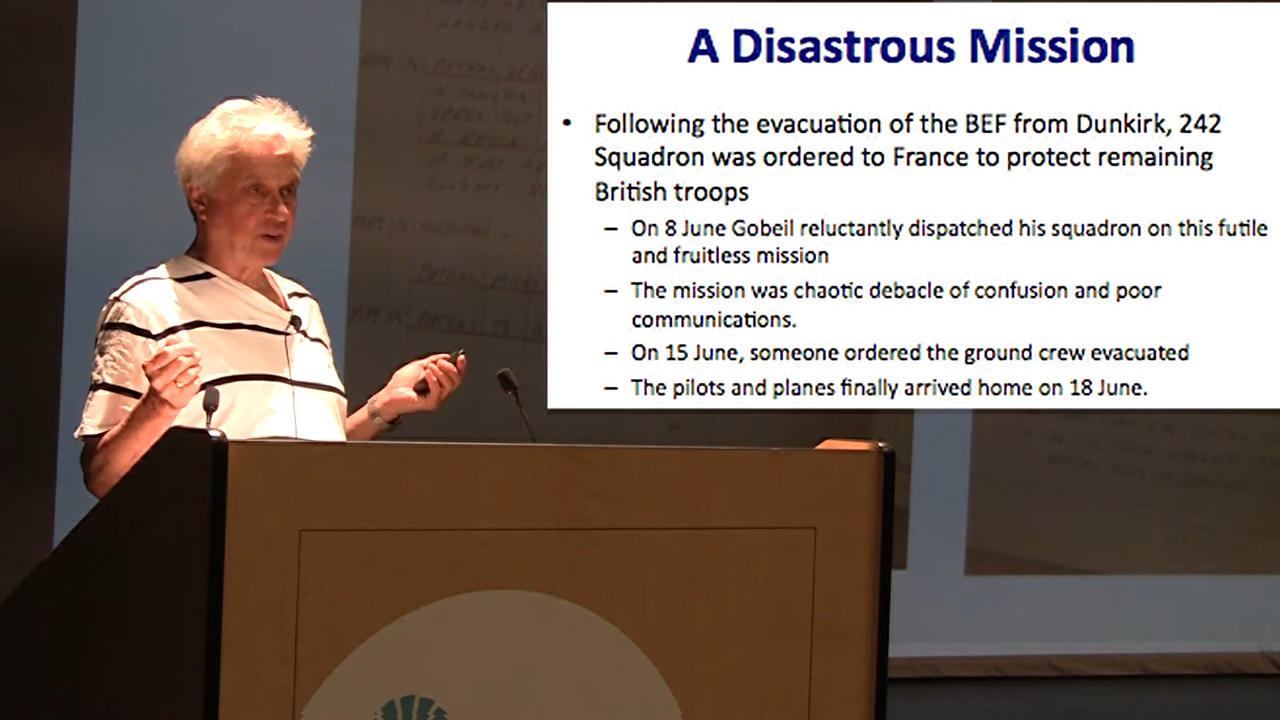 A Disastrous Mission
• Following the evacuation of the BEF from Dunkirk, 242
Squadron was ordered to France to protect remaining
British troops
– On 8 June Gobeil reluctantly dispatched his squadron on this futile
and fruitless mission
– The mission was chaotic debacle of confusion and poor
communications.
– On 15 June, someone ordered the ground crew evacuated
– The pilots and planes finally arrived home on 18 June.